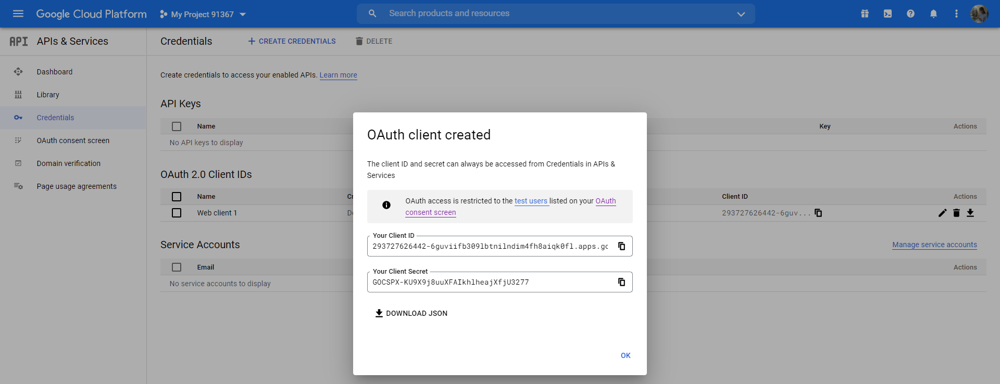 Google Cloud Platform
My Project 91367
Search products and resources
API APIs & Services
Credentials
CREATE CREDENTIALS
DELETE
Dashboard
Library
Credentials
OAuth consent screen
Domain verification
Page usage agreements
Create credentials to access your enabled APIs. Learn more
API Keys
Name Key Actions
No API keys to display
OAuth 2.0 Client IDs
Name Client ID Actions
Web client 1 293727626442-6guv...
Service Accounts
Manage service accounts
Email Actions
No service accounts to display
OAuth client created
The client ID and secret can always be accessed from Credentials in APIs &
Services
OAuth access is restricted to the test users listed on your OAuth
consent screen
Your Client ID
293727626442-6guviifb309lbtnilndim4fh8aiqk0fl.apps.go
Your Client Secret
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
DOWNLOAD JSON
OK